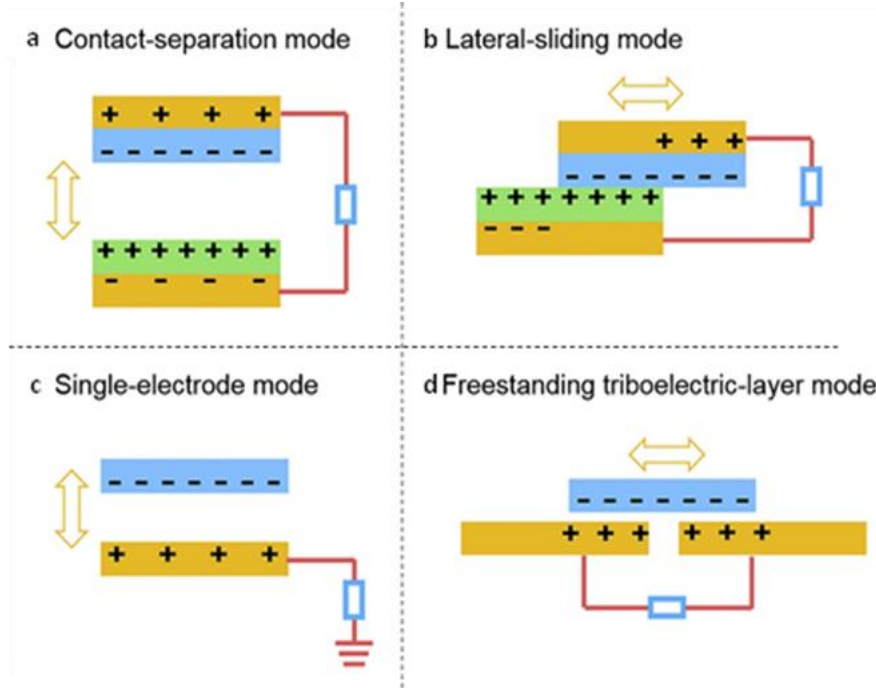 a Contact-separation mode
b Lateral-sliding mode
+ + + +
- - - - - - -
+ + + + + + +
- - - -
+ + +
- - - - - - -
+ + + + + + +
- - -
c Single-electrode mode
d Freestanding triboelectric-layer mode
- - - - - - -
+ + + +
- - - - - - -
+ + + + + +